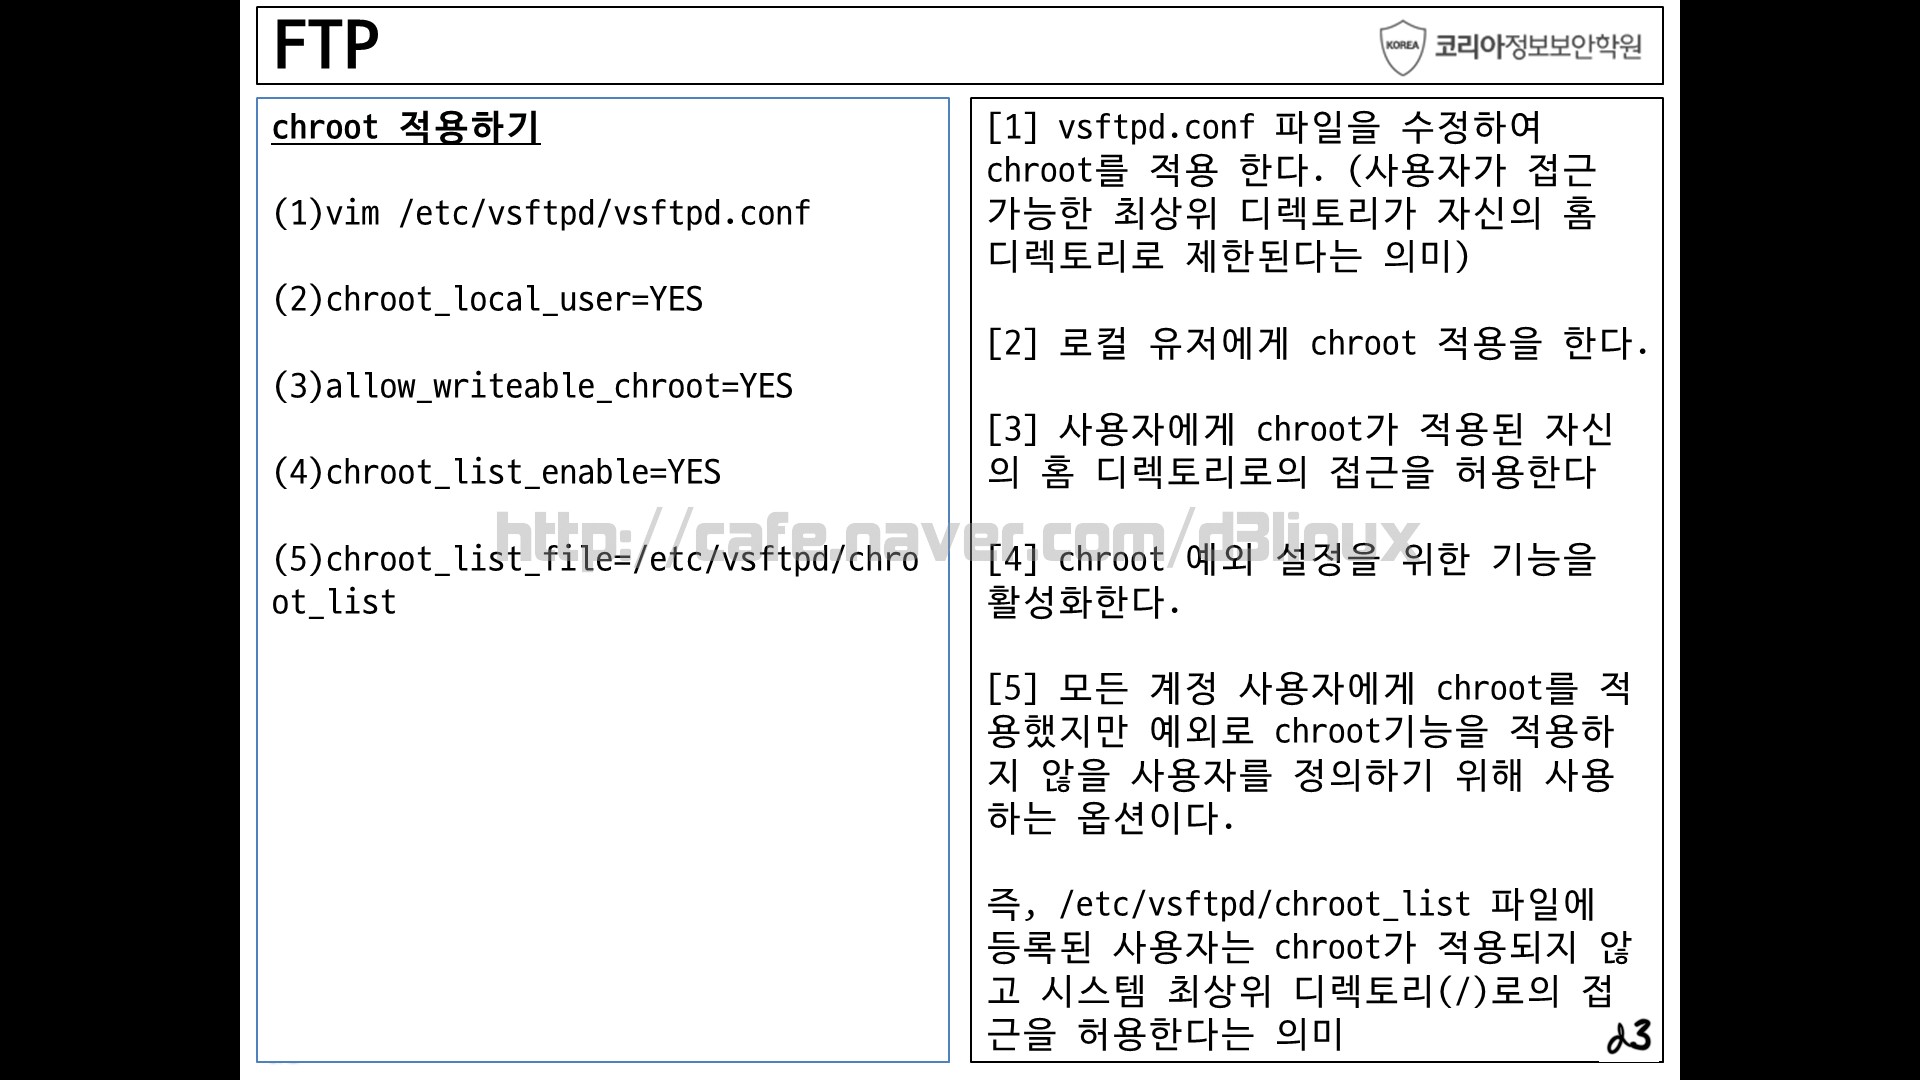 FTP
KOREA 코리아정보보안학원
chroot 적용하기
(1)vim /etc/vsftpd/vsftpd.conf
(2)chroot_local_user=YES
(3)allow_writeable_chroot=YES
(4)chroot_list_enable=YES
(5)chroot_list_file=/etc/vsftpd/chro
ot_list
[1] vsftpd.conf 파일을 수정하여
chroot를 적용 한다. (사용자가 접근
가능한 최상위 디렉토리가 자신의 홈
디렉토리로 제한된다는 의미)
[2] 로컬 유저에게 chroot 적용을 한다.
[3] 사용자에게 chroot가 적용된 자신
의 홈 디렉토리로의 접근을 허용한다
[4] chroot 예외 설정을 위한 기능을
활성화한다.
[5] 모든 계정 사용자에게 chroot를 적
용했지만 예외로 chroot기능을 적용하
지 않을 사용자를 정의하기 위해 사용
하는 옵션이다.
즉, /etc/vsftpd/chroot_list 파일에
등록된 사용자는 chroot가 적용되지 않
고 시스템 최상위 디렉토리(/)로의 접
근을 허용한다는 의미
http://cafe.naver.com/d3lioux
d3